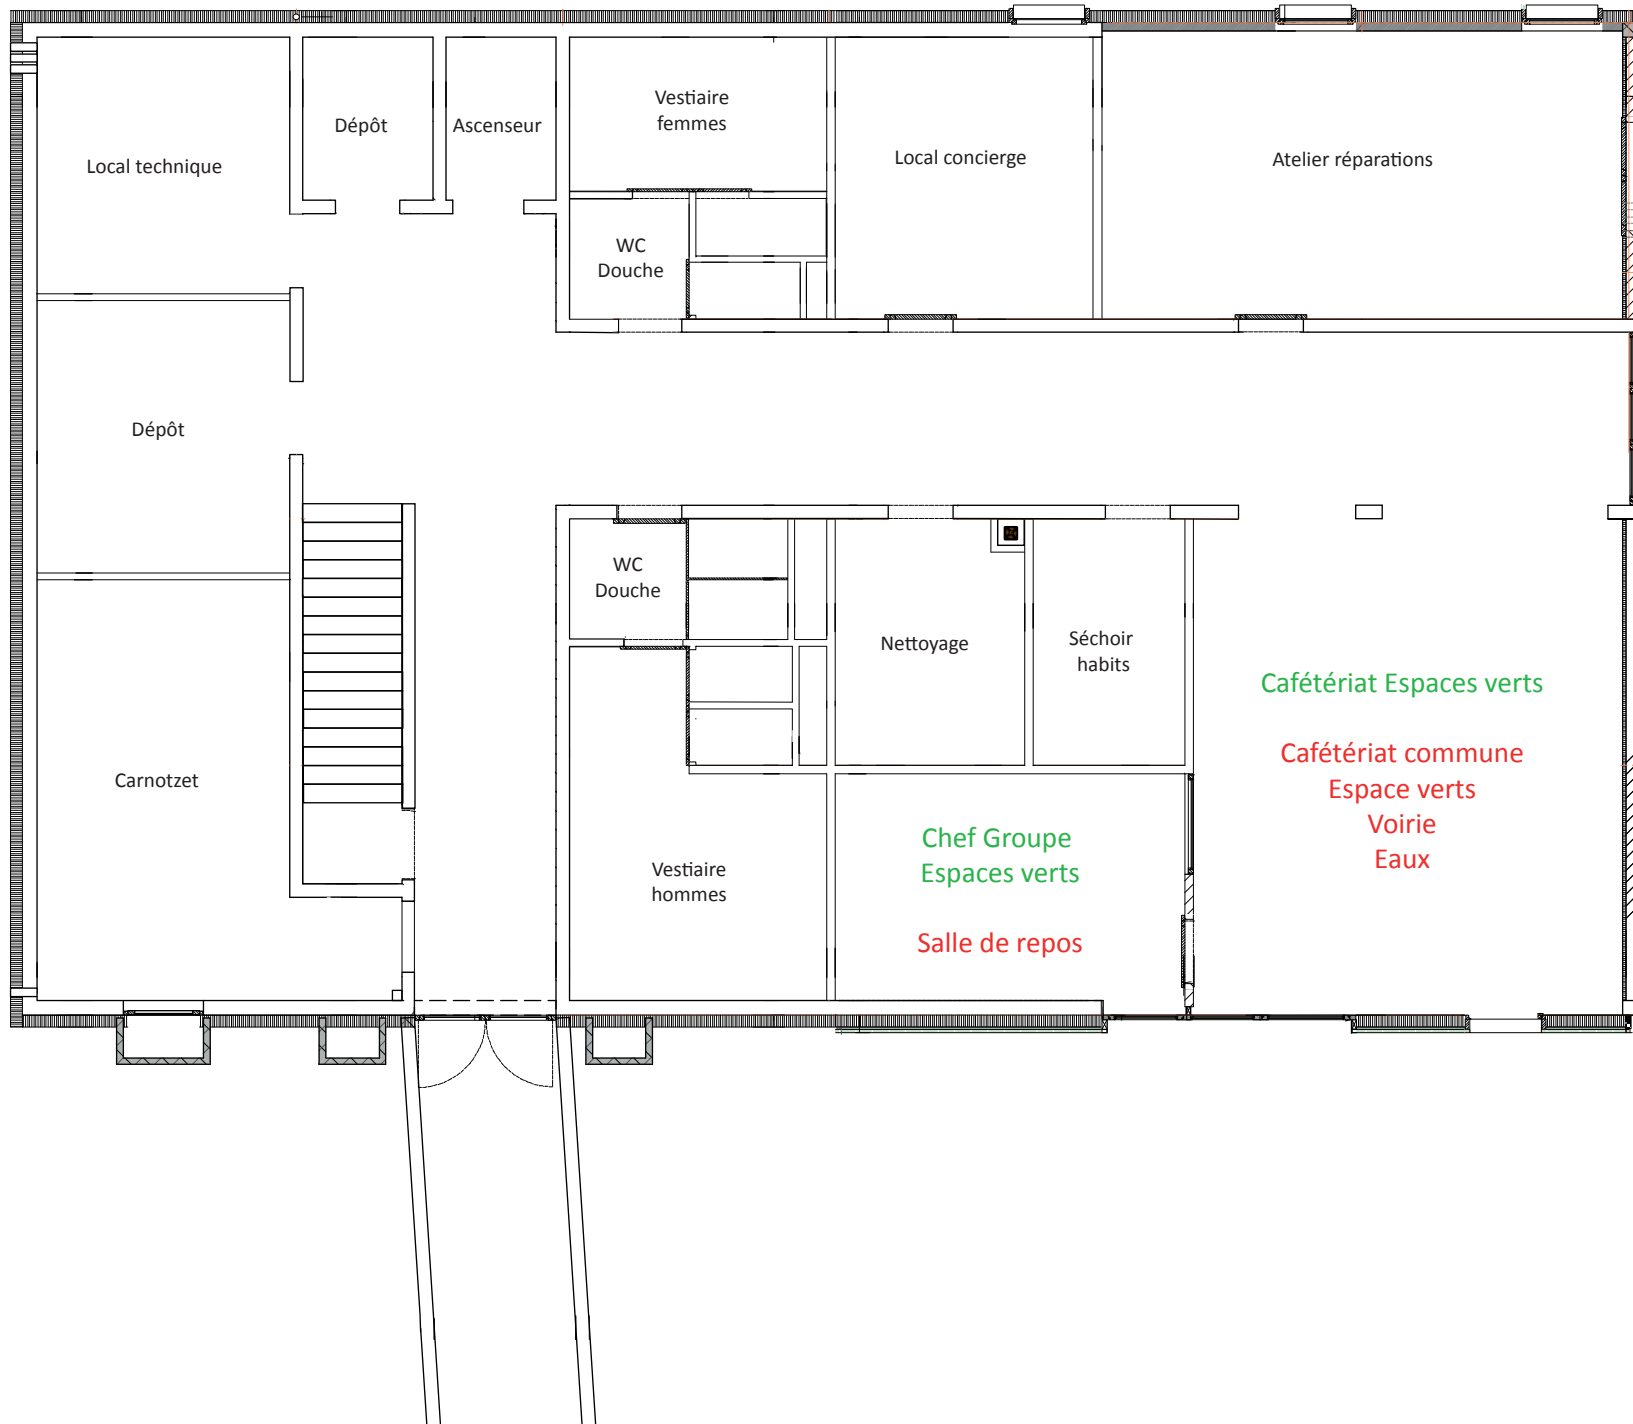 Local technique
Dépôt
Ascenseur
Vestiaire
femmes
Local concierge
Atelier réparations
WC
Douche
Dépôt
WC
Douche
Nettoyage
Séchoir
habits
Cafétériat Espaces verts
Cafétériat commune
Espace verts
Voirie
Eaux
Carnotzet
Vestiaire
hommes
Chef Groupe
Espaces verts
Salle de repos